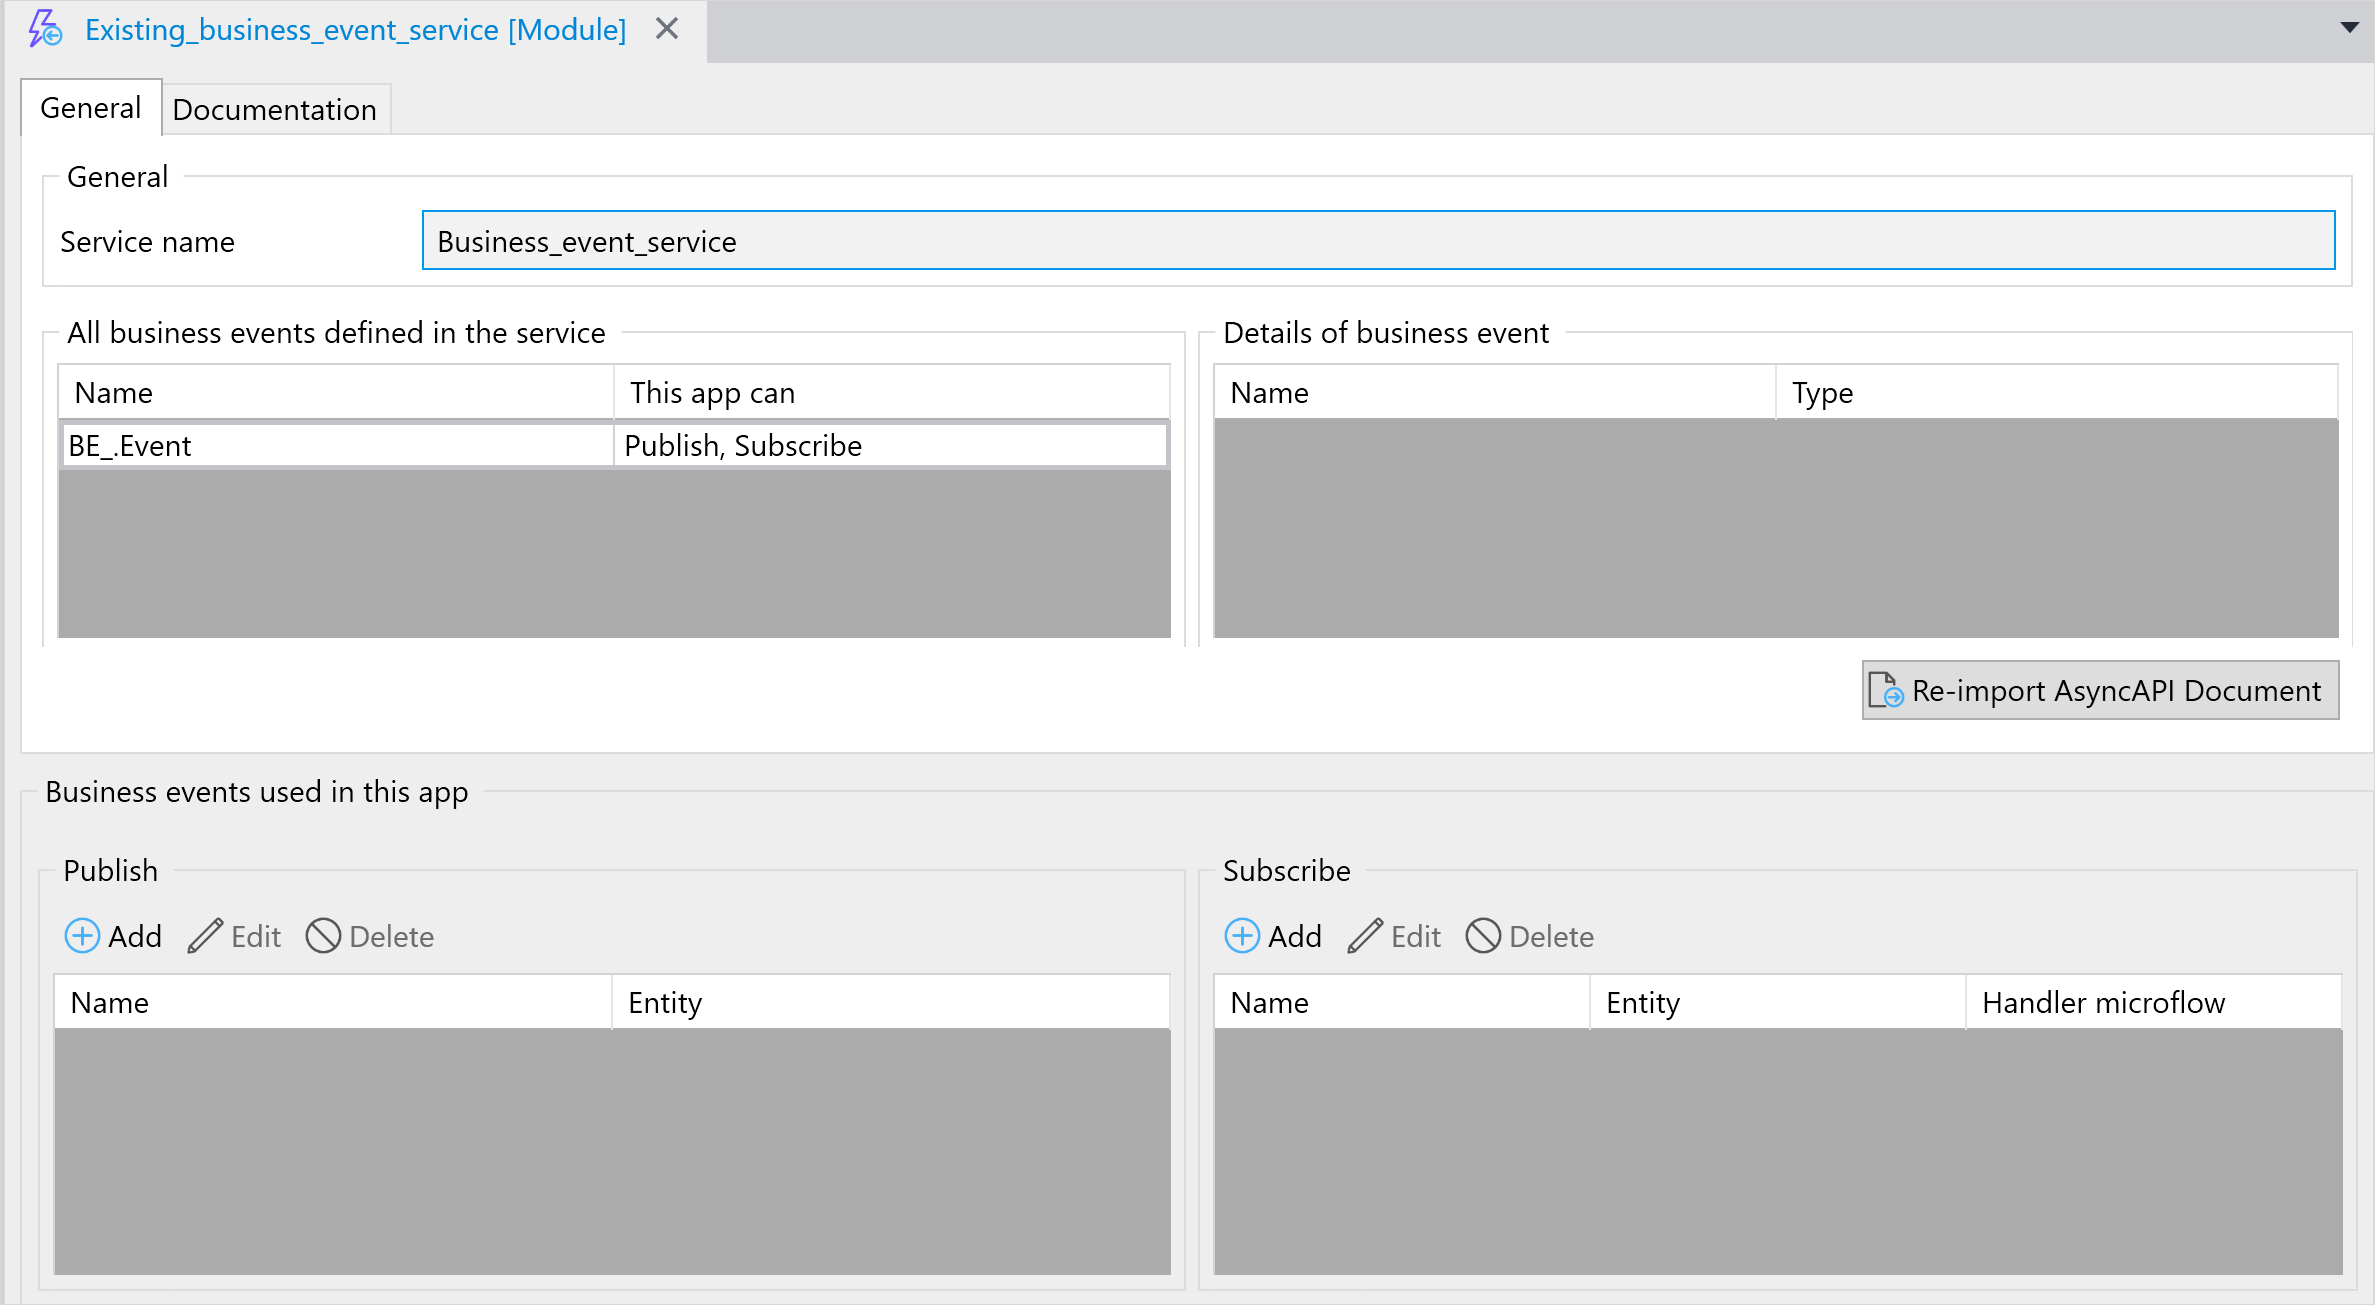 Existing_business_event_service [Module]
General
Documentation
General
Service name
Business_event_service
All business events defined in the service
Name
This app can
BE_.Event
Publish, Subscribe
Details of business event
Name
Type
Re-import AsyncAPI Document
Business events used in this app
Publish
Add
Edit
Delete
Name
Entity
Subscribe
Add
Edit
Delete
Name
Entity
Handler microflow